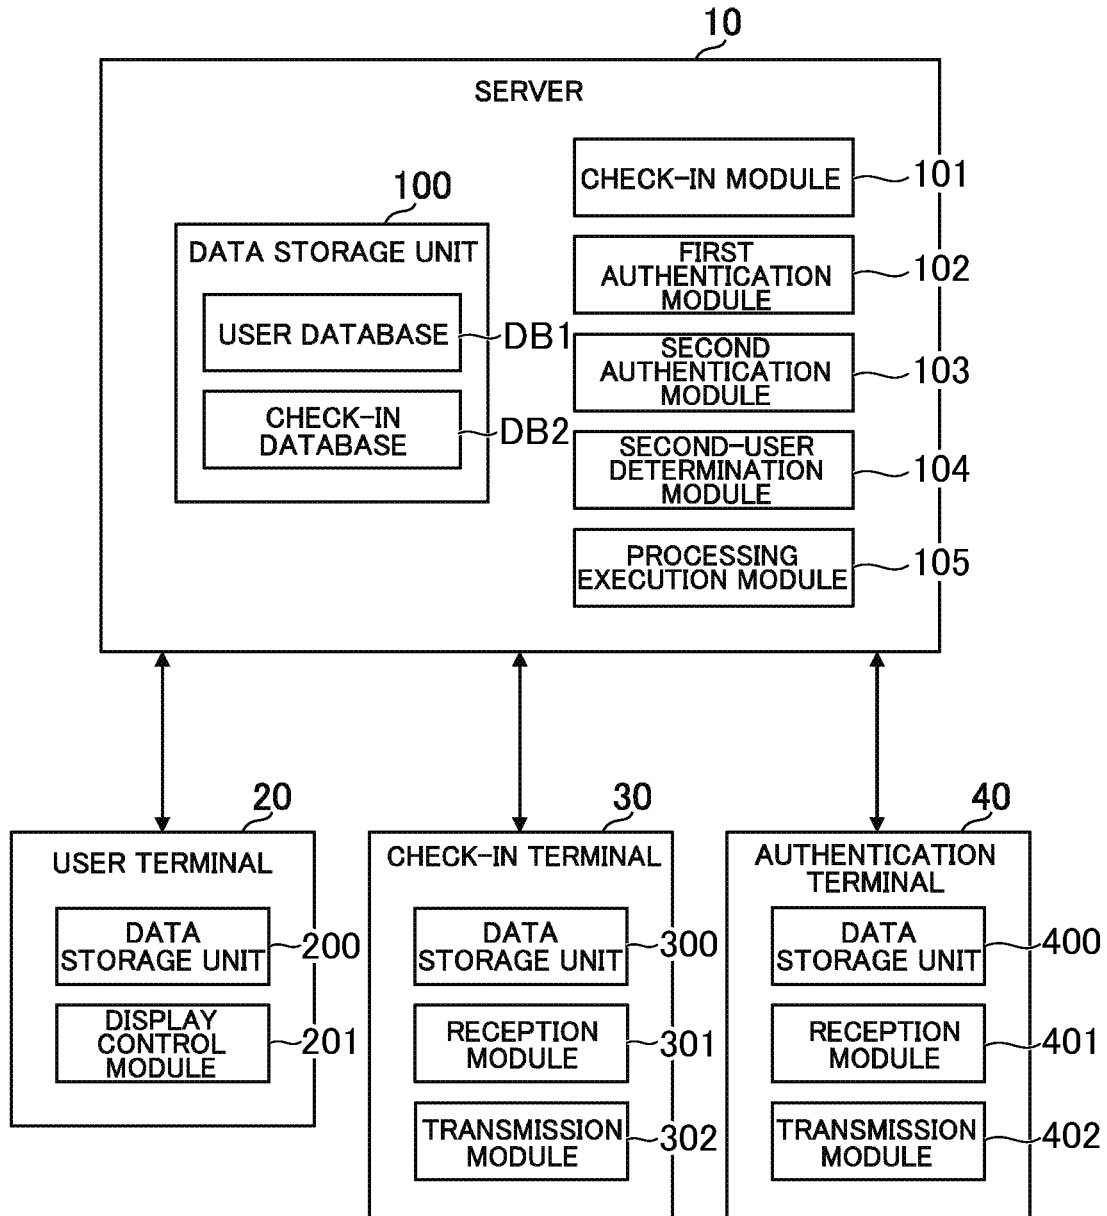 10
SERVER
CHECK-IN MODULE
101
100
DATA STORAGE UNIT
USER DATABASE
DB1
CHECK-IN
DATABASE
DB2
FIRST
AUTHENTICATION
MODULE
102
SECOND
AUTHENTICATION
MODULE
103
SECOND-USER
DETERMINATION
MODULE
104
PROCESSING
EXECUTION MODULE
105
20
USER TERMINAL
DATA
STORAGE UNIT
200
DISPLAY
CONTROL
MODULE
201
30
CHECK-IN TERMINAL
DATA
STORAGE UNIT
300
RECEPTION
MODULE
301
TRANSMISSION
MODULE
302
40
AUTHENTICATION
TERMINAL
DATA
STORAGE UNIT
400
RECEPTION
MODULE
401
TRANSMISSION
MODULE
402